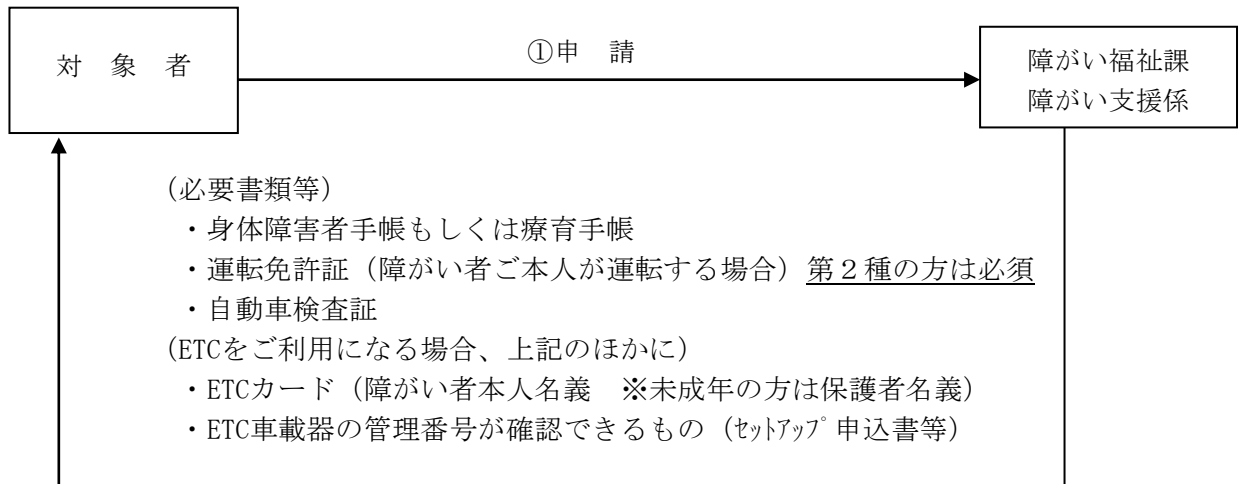 対　象　者
①申　請
障がい福祉課
障がい支援係
（必要書類等）
・身体障害者手帳もしくは療育手帳
・運転免許証（障がい者ご本人が運転する場合）第２種の方は必須
・自動車検査証
（ETCをご利用になる場合、上記のほかに）
・ETCカード（障がい者本人名義　※未成年の方は保護者名義）
・ETC車載器の管理番号が確認できるもの（ｾｯﾄｱｯﾌﾟ申込書等）